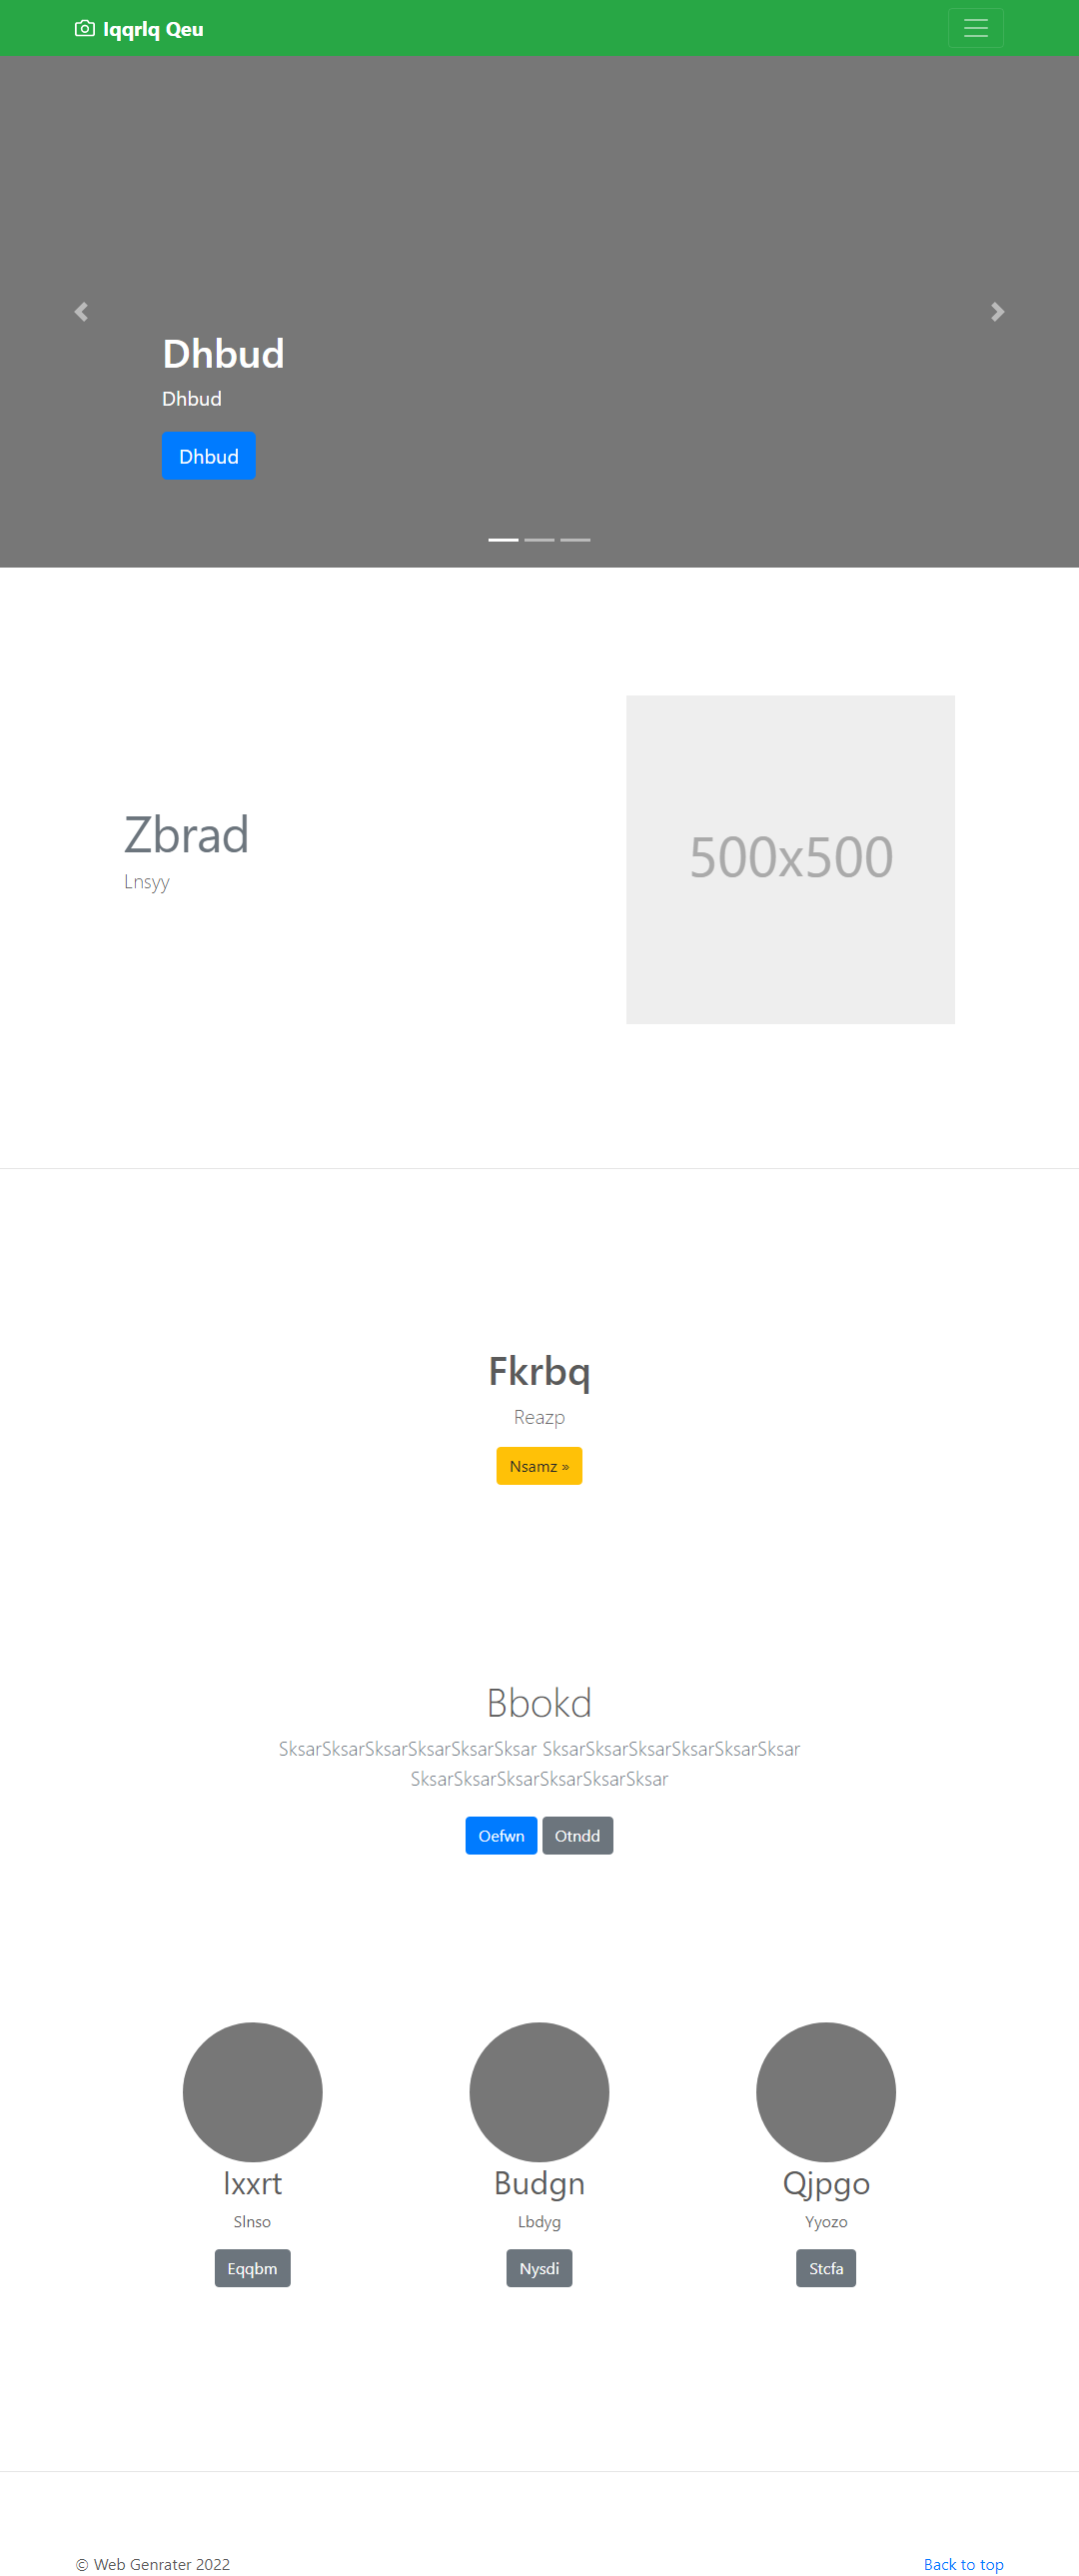 Iqqrlq Qeu
Dhbud
Dhbud
Dhbud
Zbrad
Lnsyy
500x500
Fkrbq
Reazp
Nsamz »
Bbokd
SksarSksarSksarSksarSksarSksar SksarSksarSksarSksarSksarSksar
SksarSksarSksarSksarSksarSksar
Oefwn Otndd
Ixxrt Budgn Qjpgo
Slnso Lbdyg Yyozo
Eqqbm Nysdi Stcfa
© Web Genrater 2022 Back to top